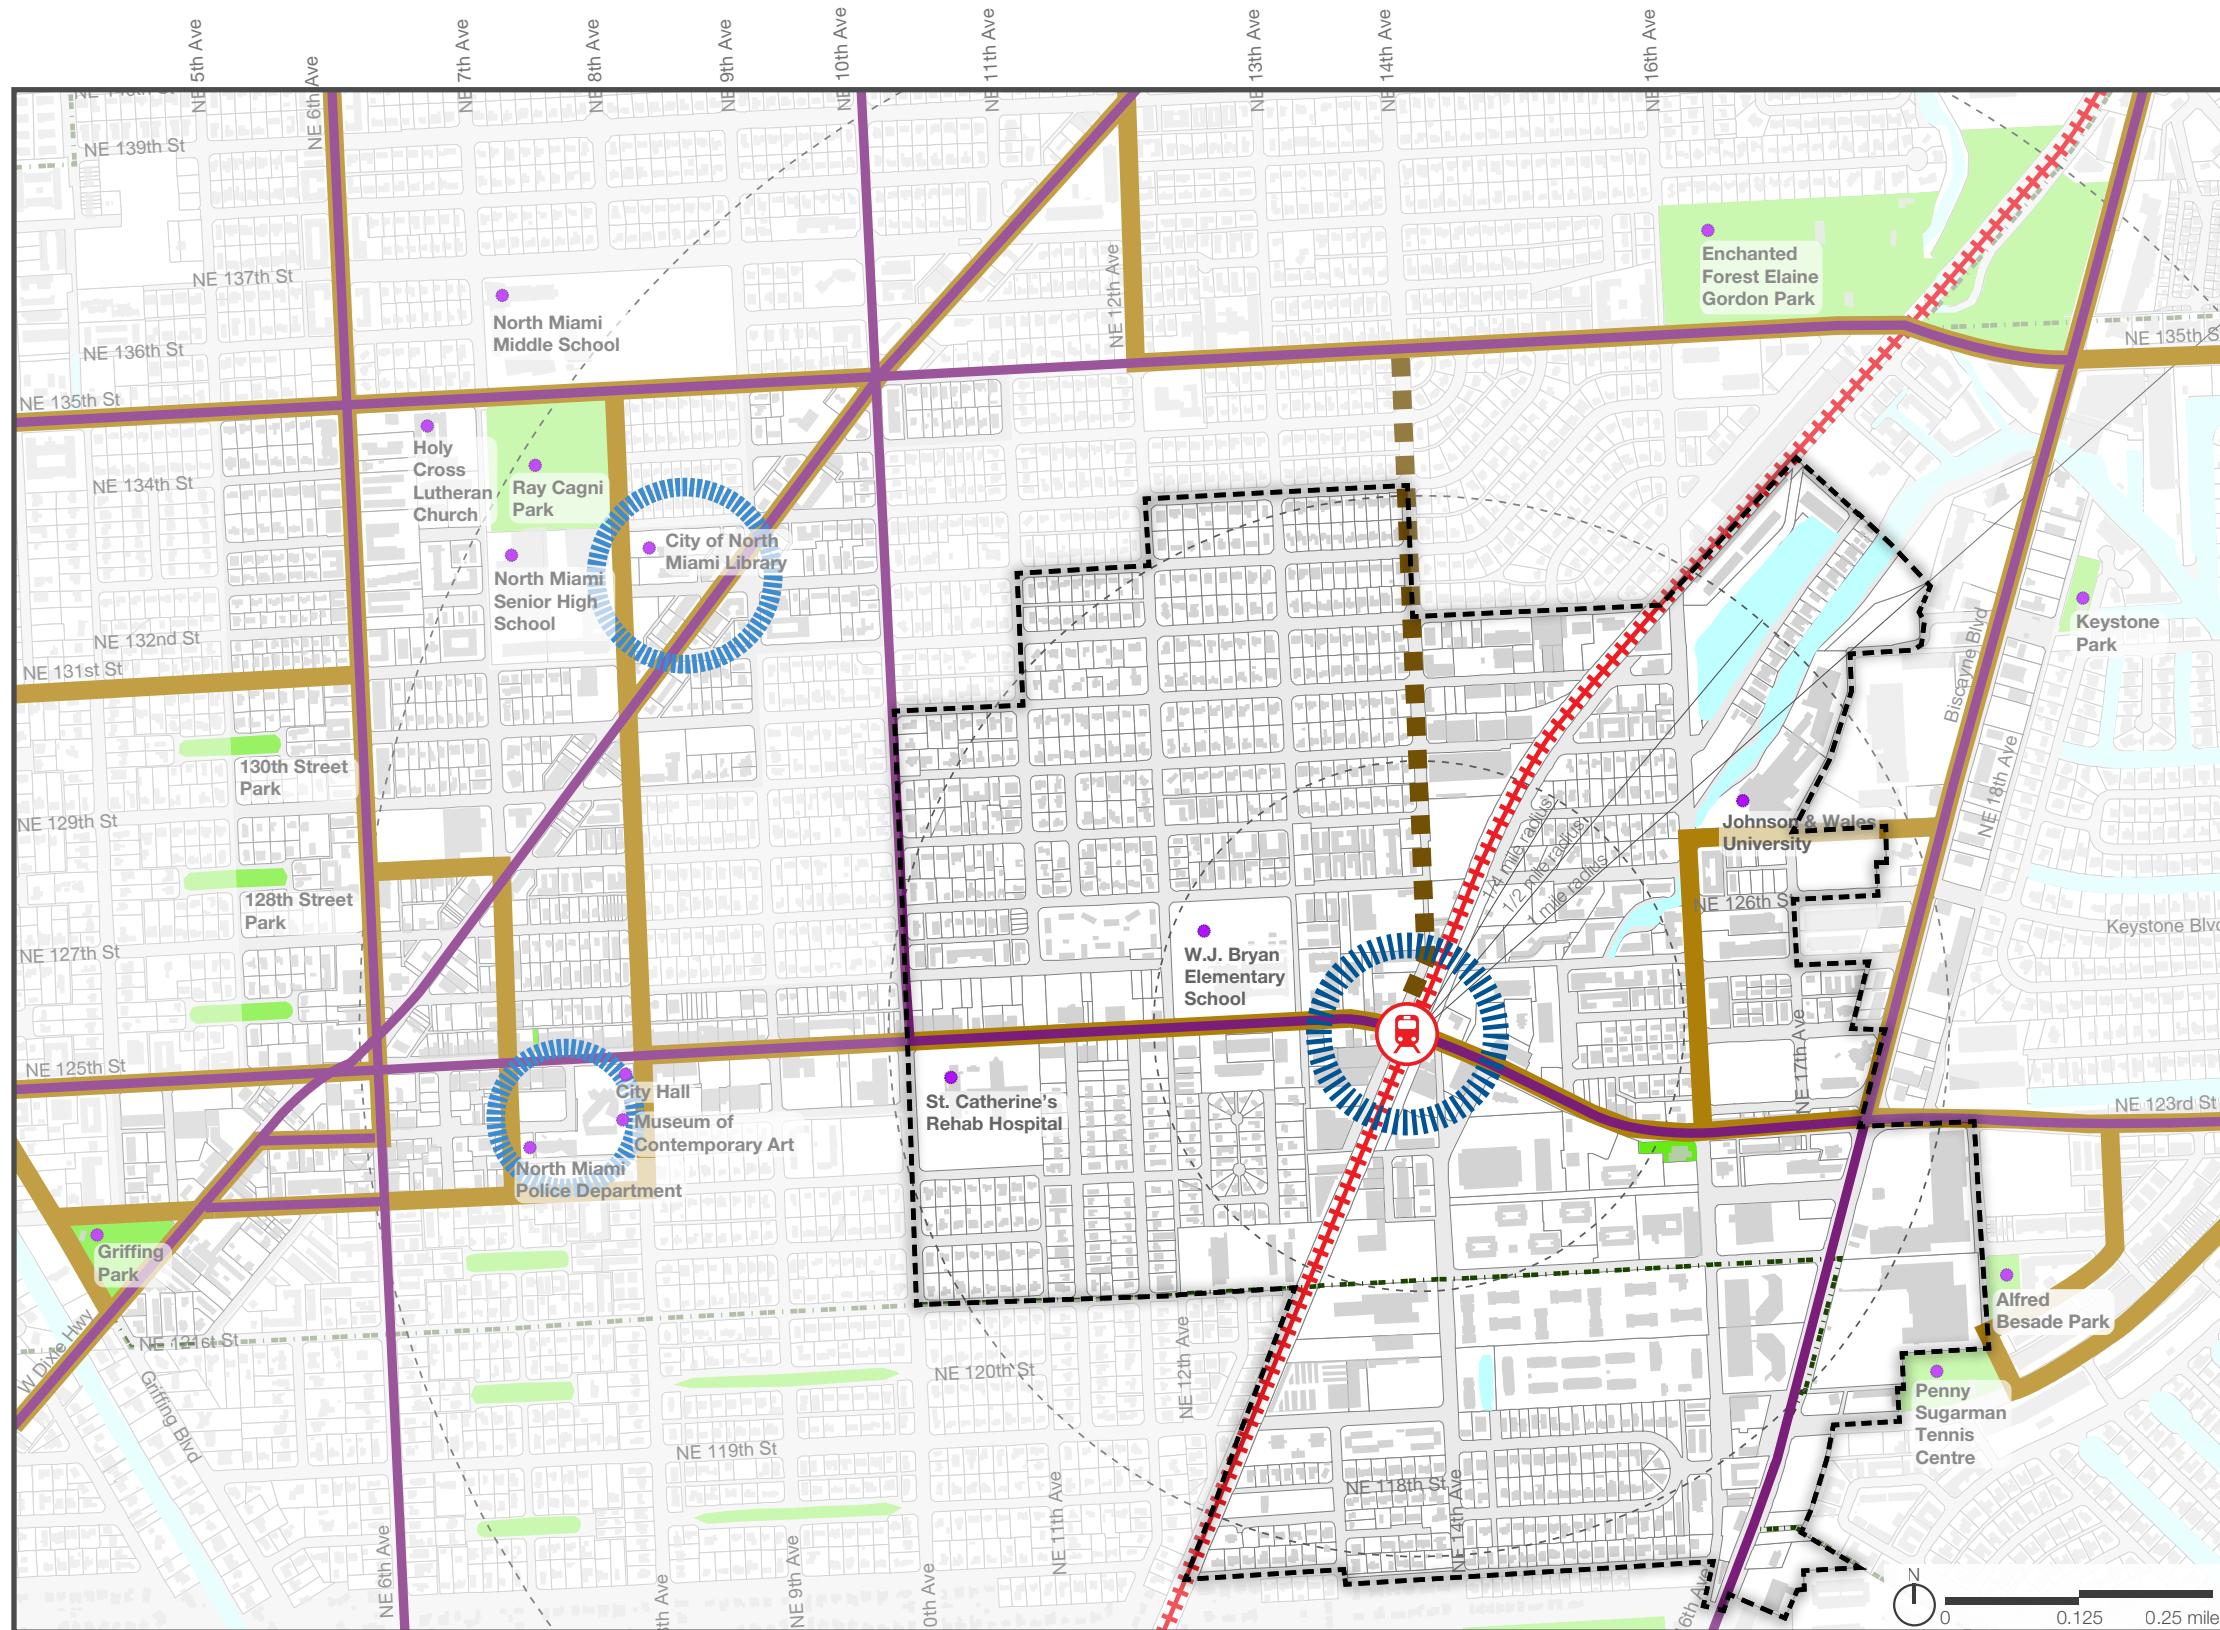 NE 5th Ave
NE 6th Ave
NE 7th Ave
NE 8th Ave
NE 9th Ave
NE 10th Ave
NE 11th Ave
NE 13th Ave
NE 14th Ave
NE 16th Ave
NE 139th St
NE 137th St
NE 136th St
NE 135th St
NE 134th St
NE 132nd St
NE 131st St
NE 129th St
NE 127th St
NE 125th St
NE 121st St
W Dixie Hwy
Griffing Blvd
North Miami
Middle School
Holy
Cross
Lutheran
Church
Ray Cagni
Park
North Miami
Senior High
School
City of North
Miami Library
130th Street
Park
128th Street
Park
City Hall
Museum of
Contemporary Art
North Miami
Police Department
Griffing
Park
NE 12th Ave
Enchanted
Forest Elaine
Gordon Park
NE 135th S
Keystone
Park
Biscayne Blvd
NE 18th Ave
Johnson & Wales
University
NE 126th S
Keystone Blvd
1/4 mile radius
1/2 mile radius
1 mile radius
W.J. Bryan
Elementary
School
St. Catherine's
Rehab Hospital
NE 17th Ave
NE 123rd St
Alfred
Besade Park
Penny
Sugarman
Tennis
Centre
NE 120th St
NE 119th St
NE 118th St
NE 12th Ave
NE 11th Ave
NE 14th Ave
NE 6th Ave
NE 9th Ave
0th Ave
6th Ave
N
0
0.125
0.25 mile